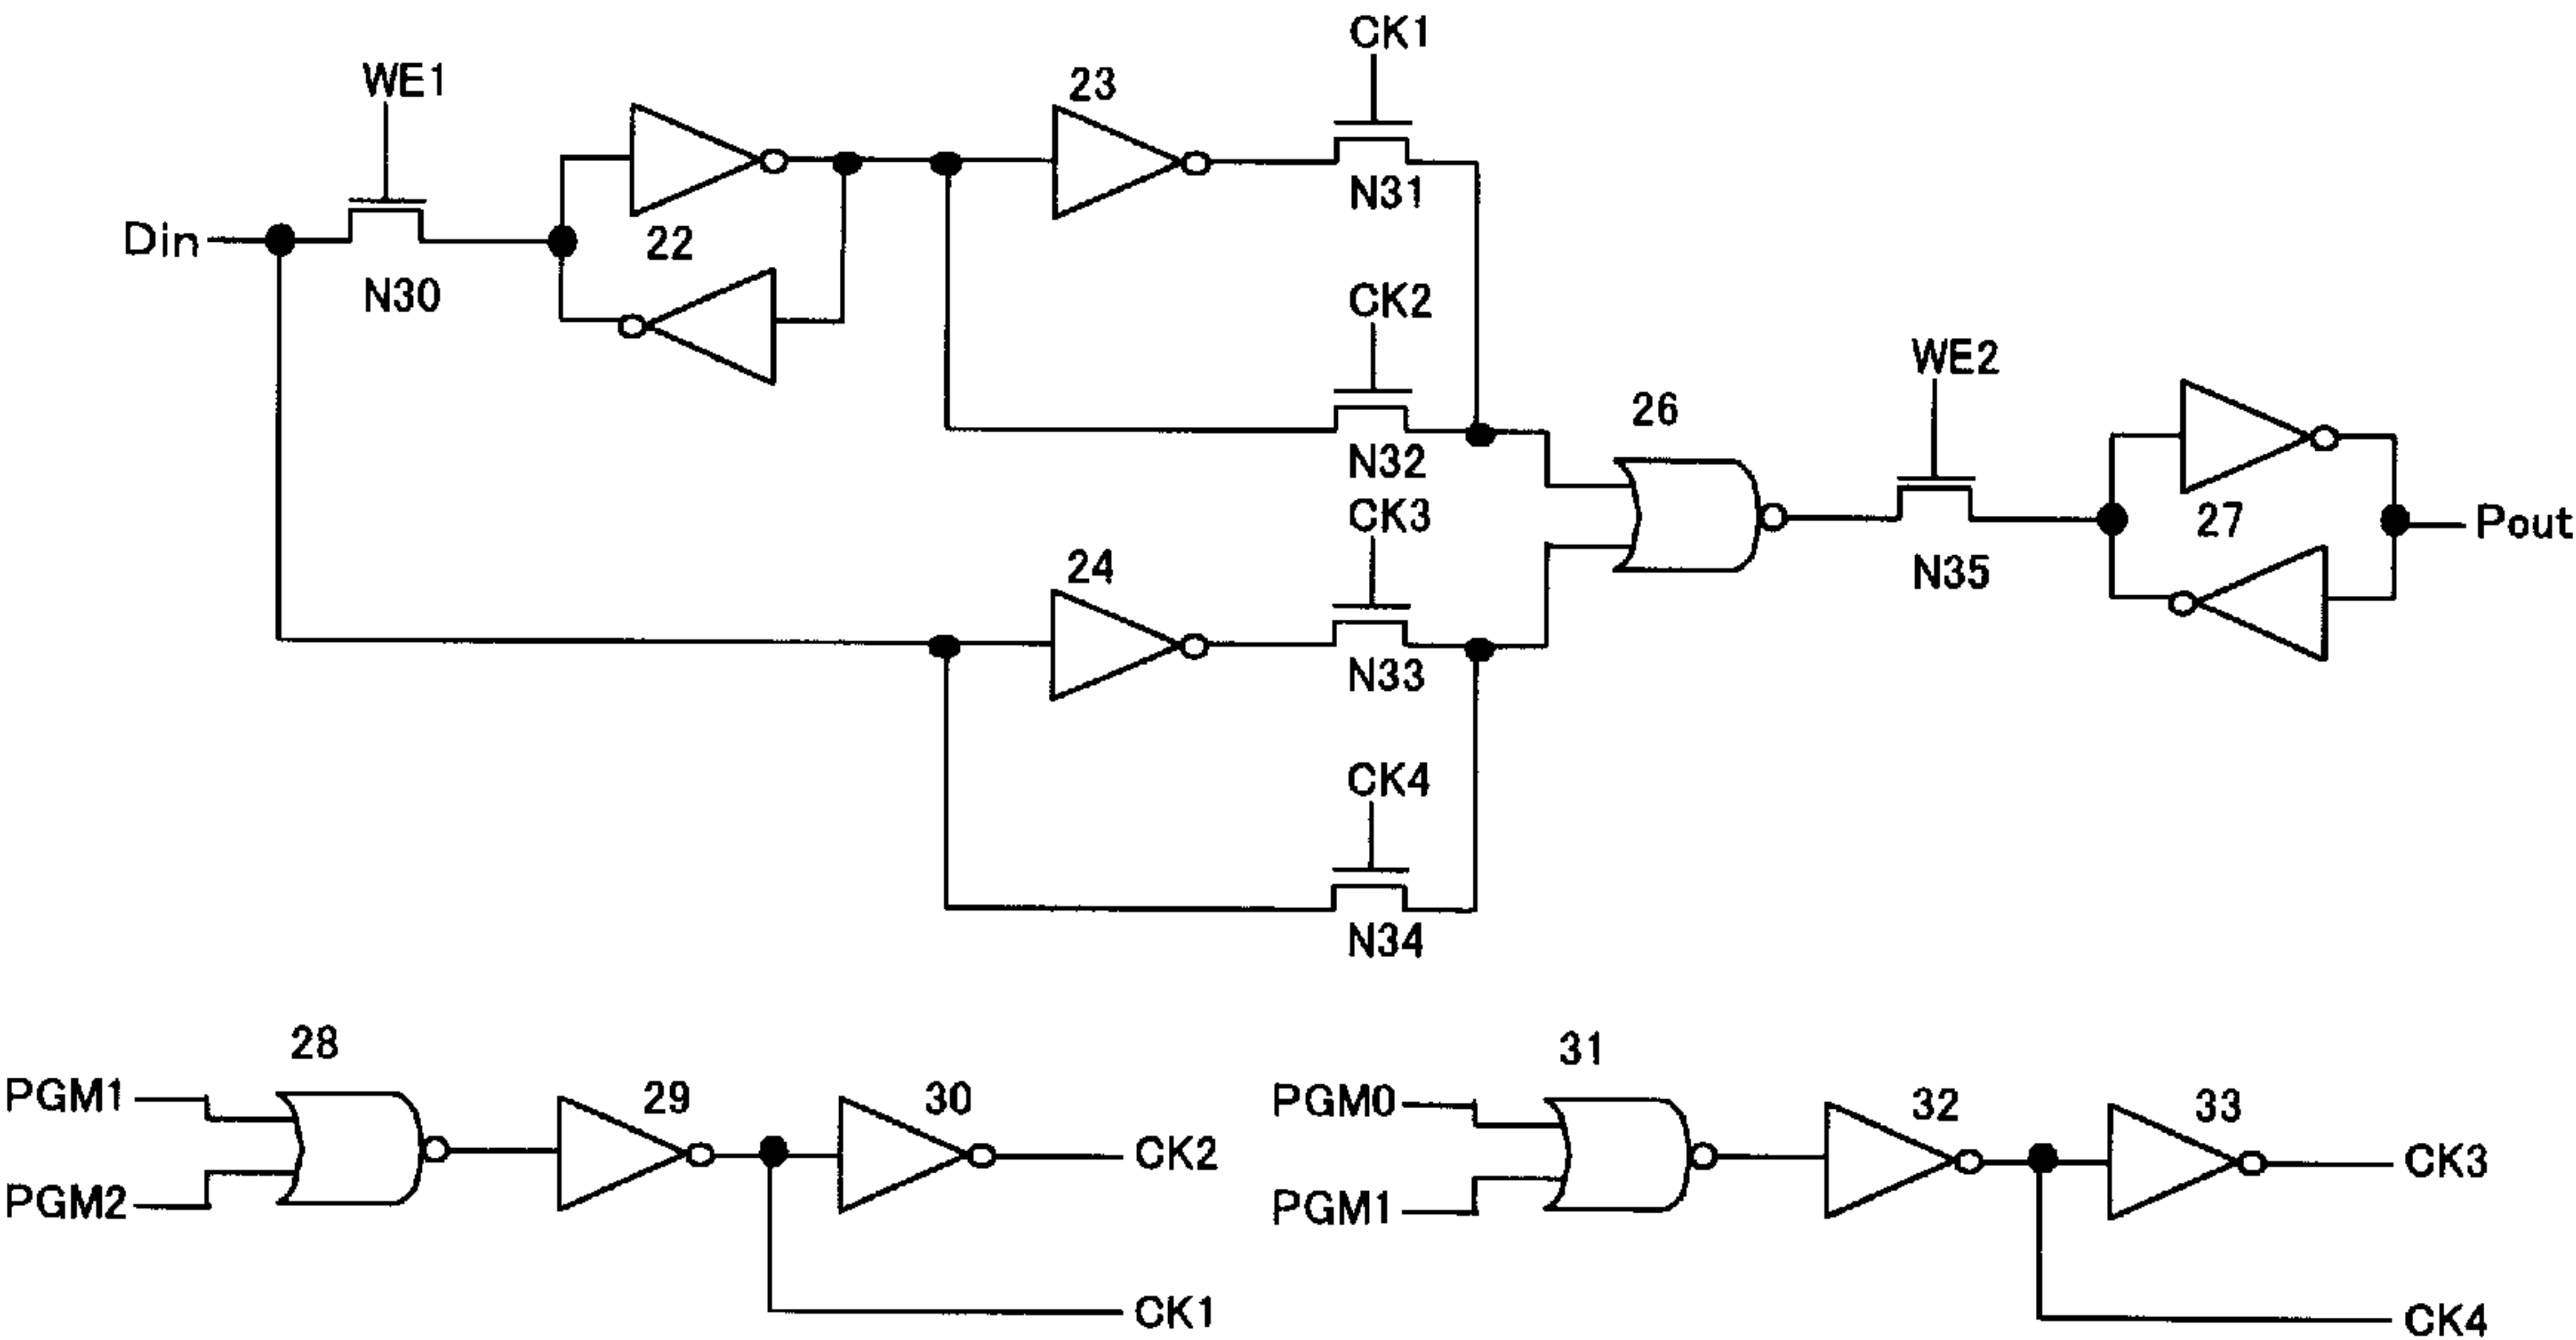 CK1
WE1
23
Din
22
N31
N30
CK2
WE2
26
N32
CK3
27
Pout
24
N35
N33
CK4
N34
28
31
PGM1
29
30
PGM0
32
33
CK2
CK3
PGM2
PGM1
CK1
CK4